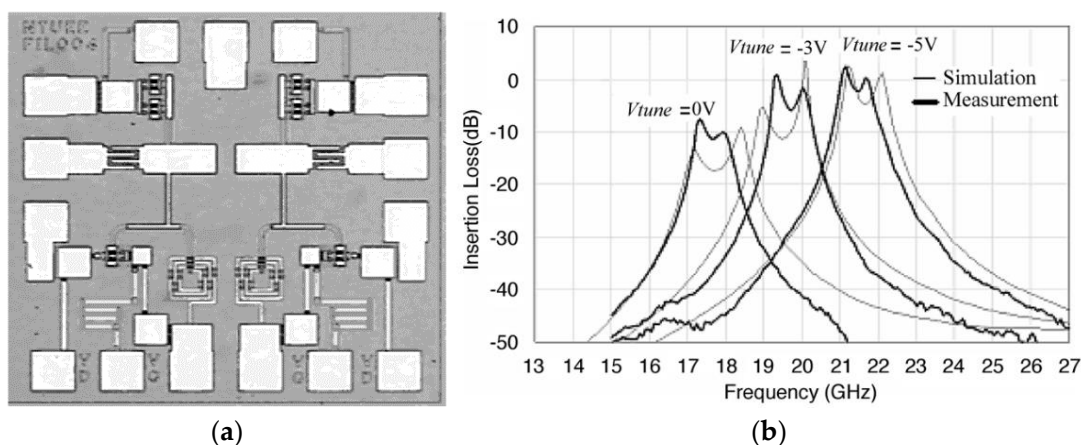 NTUEE
FIL004
10
0
-10
-20
-30
-40
-50
Insertion Loss(dB)
Vtune =0V
Vtune = -3V
Vtune = -5V
Simulation
Measurement
13 14 15 16 17 18 19 20 21 22 23 24 25 26 27
Frequency (GHz)
(a)
(b)